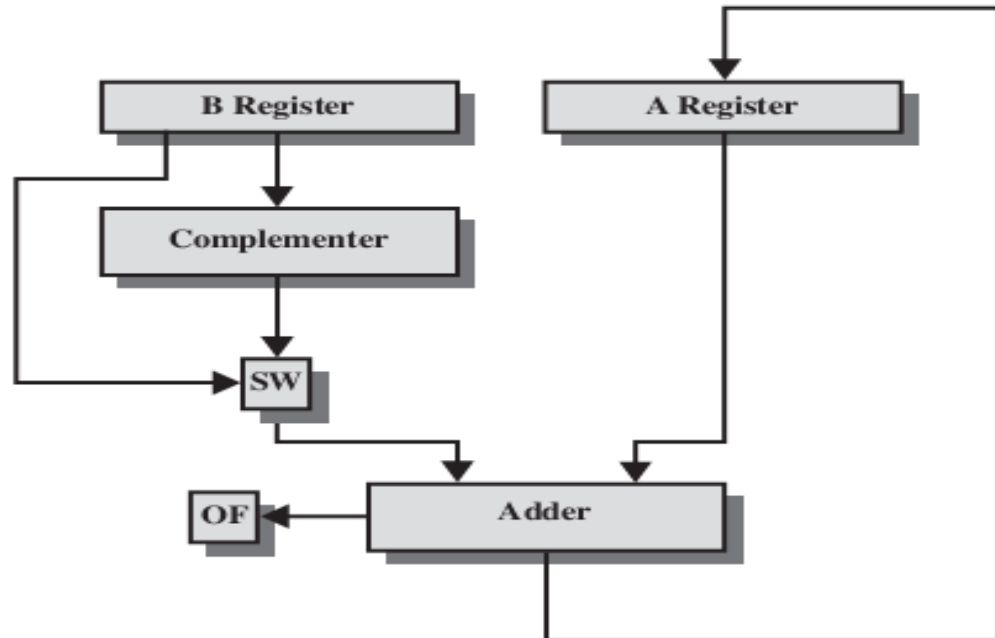 B Register
A Register
Complementer
SW
OF
Adder